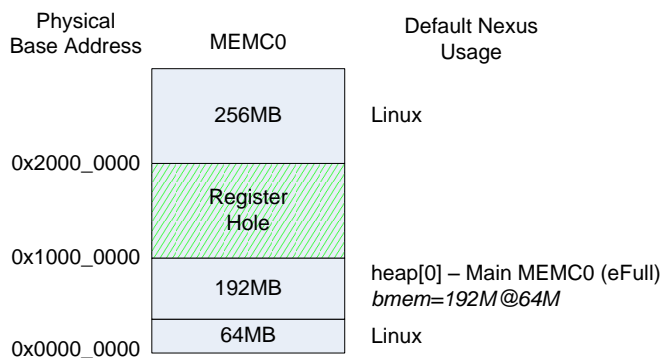 Physical
Base Address
MEMC0
Default Nexus
Usage
256MB
Linux
0x2000_0000
Register
Hole
0x1000_0000
192MB
heap[0] – Main MEMC0 (eFull)
bmem=192M@64M
64MB
Linux
0x0000_0000